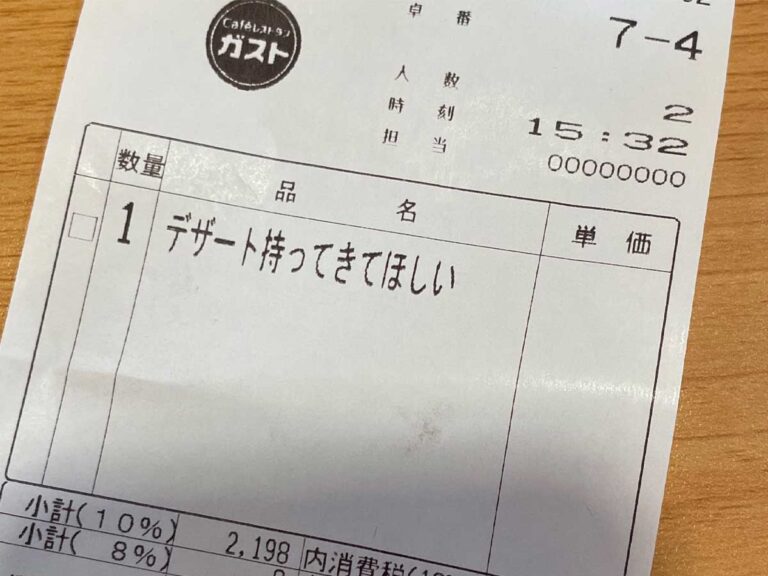 Caféレストラン
ガスト
卓 番
7-4
人 数
2
時 刻
15:32
担 当
00000000
数量 品 名 単 価
1 デザート持ってきてほしい
小計(10%) 2,198 内消費税(
小計( 8%)